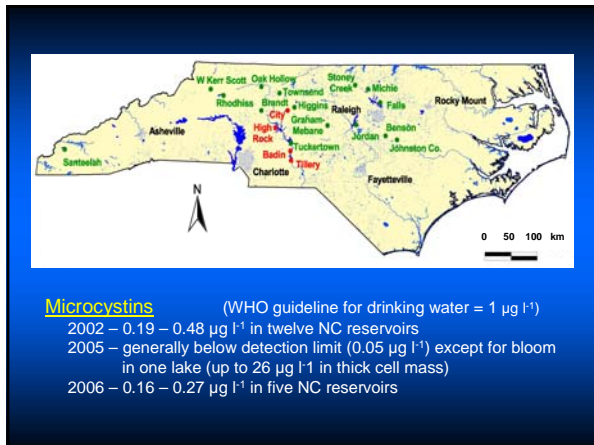 W Kerr Scott
Oak Hollow
Stoney
Creek
Michie
Townsend
Rhodhiss
Brandt
Higgins
Falls
Rocky Mount
City
Raleigh
Graham-
Mebane
Asheville
High
Rock
Benson
Jordan
Johnston Co.
Tuckertown
Santeelah
Badin
Tillery
Charlotte
Fayetteville
N
0 50 100 km
Microcystins (WHO guideline for drinking water = 1 µg l-1)
2002 – 0.19 – 0.48 µg l-1 in twelve NC reservoirs
2005 – generally below detection limit (0.05 µg l-1) except for bloom
in one lake (up to 26 µg l-1 in thick cell mass)
2006 – 0.16 – 0.27 µg l-1 in five NC reservoirs